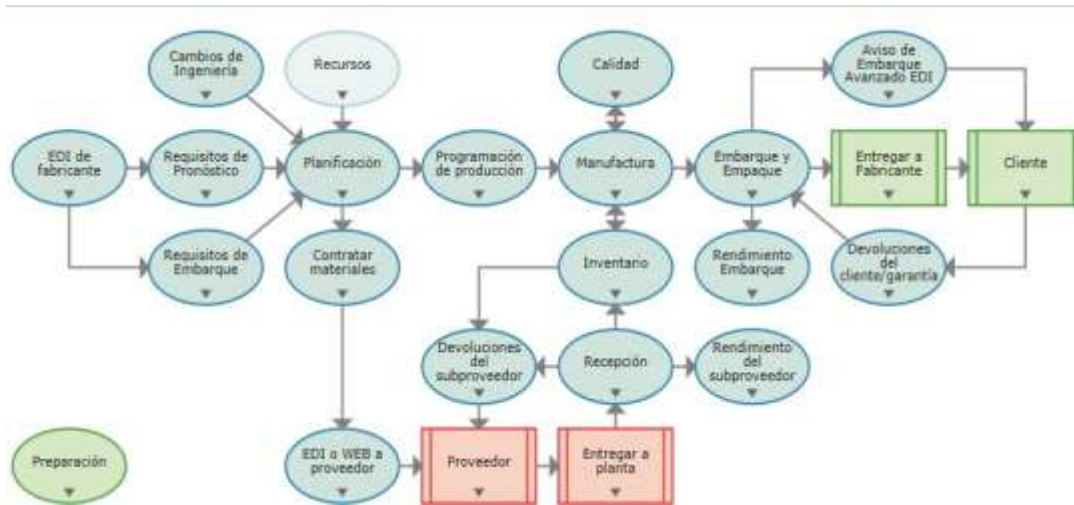 Cambios de
Ingeniería
Recursos
Calidad
Aviso de
Embarque
Avanzado EDI
EDI de
fabricante
Requisitos de
Pronóstico
Planificación
Programación
de producción
Manufactura
Embarque y
Empaque
Entregar a
Fabricante
Cliente
Requisitos de
Embarque
Contratar
materiales
Inventario
Rendimiento
Embarque
Devoluciones
del
cliente/garantía
Devoluciones
del
subproveedor
Recepción
Rendimiento
del
subproveedor
Preparación
EDI o WEB a
proveedor
Proveedor
Entregar a
planta